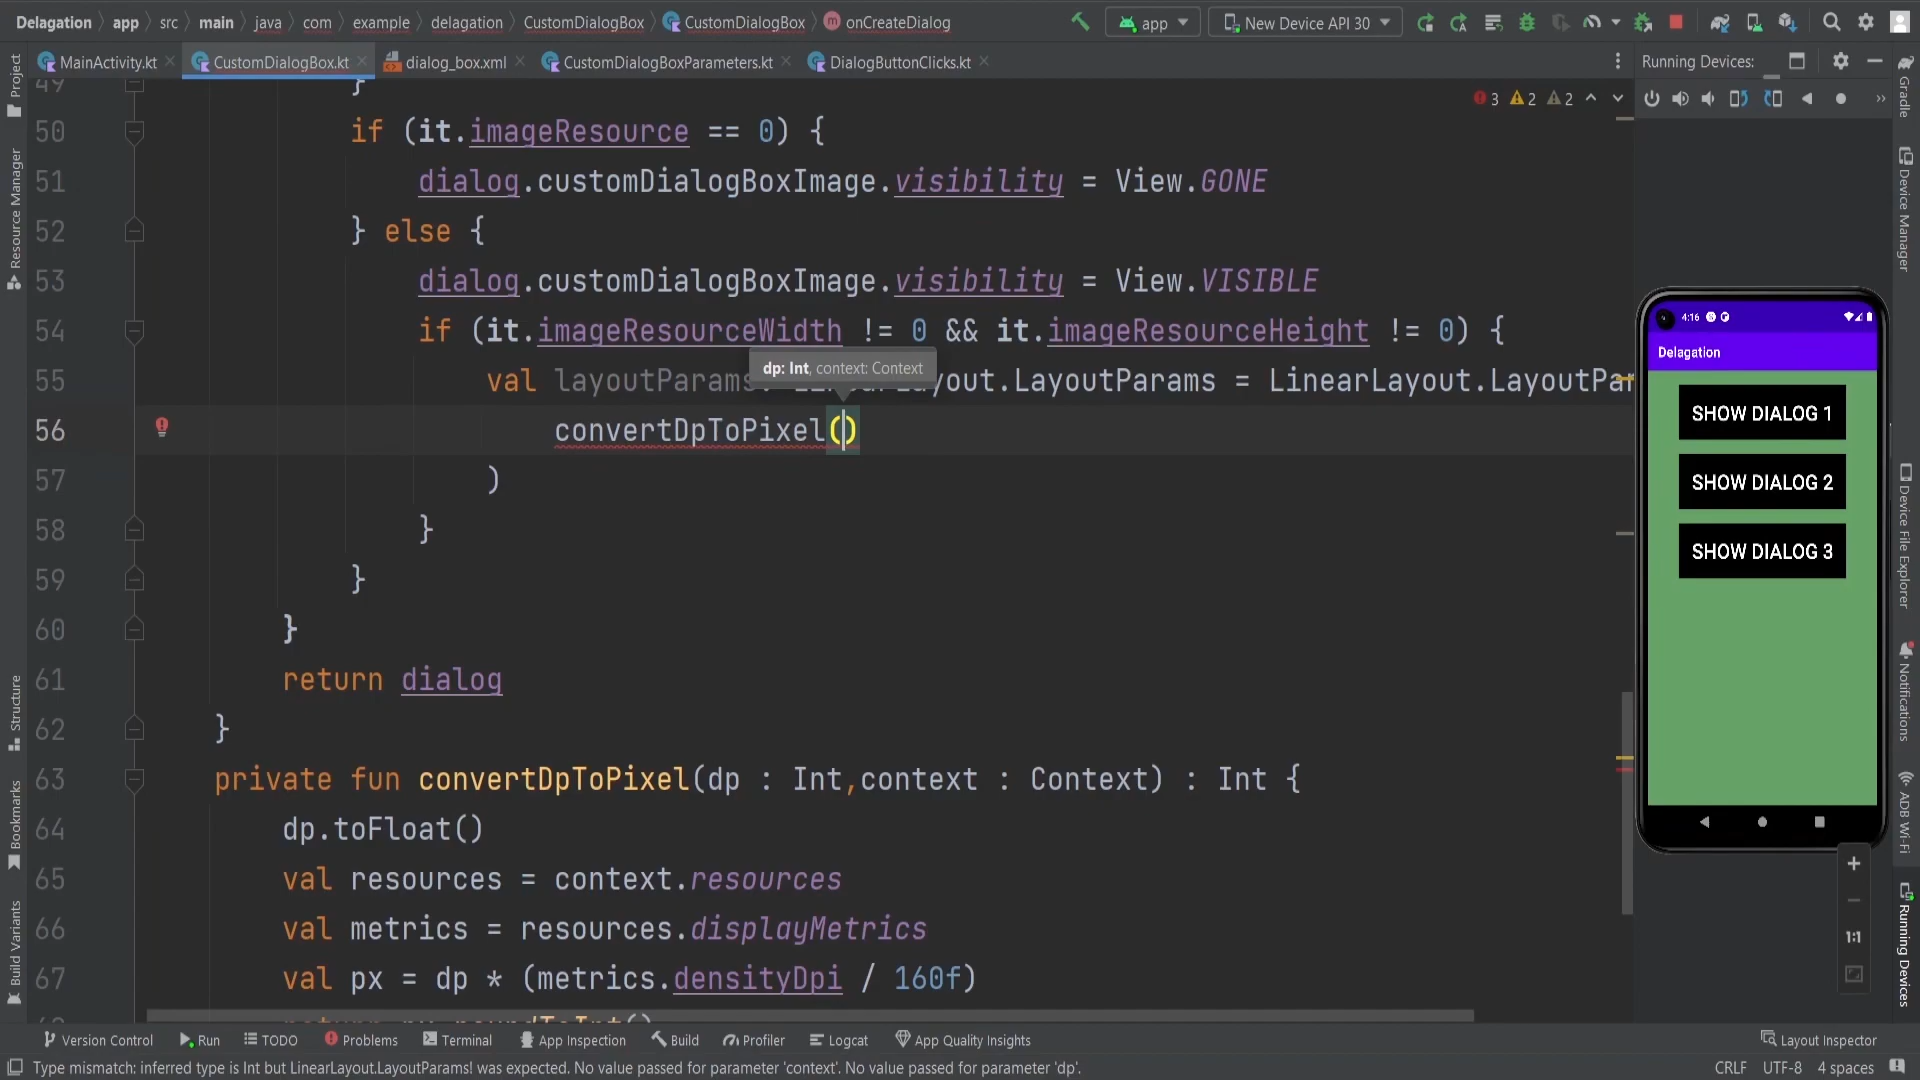 Delagation app src main java com example delagation CustomDialogBox CustomDialogBox onCreateDialog
app New Device API 30
MainActivity.kt CustomDialogBox.kt dialog_box.xml CustomDialogBoxParameters.kt DialogButtonClicks.kt
Running Devices:
3 2 2
49 }
50 if (it.imageResource == 0) {
51 dialog.customDialogBoxImage.visibility = View.GONE
52 } else {
53 dialog.customDialogBoxImage.visibility = View.VISIBLE
54 if (it.imageResourceWidth != 0 && it.imageResourceHeight != 0) {
dp: Int, context: Context
55 val layoutParams: LinearLayout.LayoutParams = LinearLayout.LayoutPar
56 convertDpToPixel()
57 )
58 }
59 }
60 }
61 return dialog
62 }
63 private fun convertDpToPixel(dp : Int,context : Context) : Int {
64 dp.toFloat()
65 val resources = context.resources
66 val metrics = resources.displayMetrics
67 val px = dp * (metrics.densityDpi / 160f)
Project
Resource Manager
Structure
Bookmarks
Build Variants
4:16
Delagation
SHOW DIALOG 1
SHOW DIALOG 2
SHOW DIALOG 3
1:1
Gradle
Device Manager
Device File Explorer
Notifications
ADB Wi-Fi
Running Devices
Version Control Run TODO Problems Terminal App Inspection Build Profiler Logcat App Quality Insights Layout Inspector
Type mismatch: inferred type is Int but LinearLayout.LayoutParams! was expected. No value passed for parameter 'context'. No value passed for parameter 'dp'.
CRLF UTF-8 4 spaces